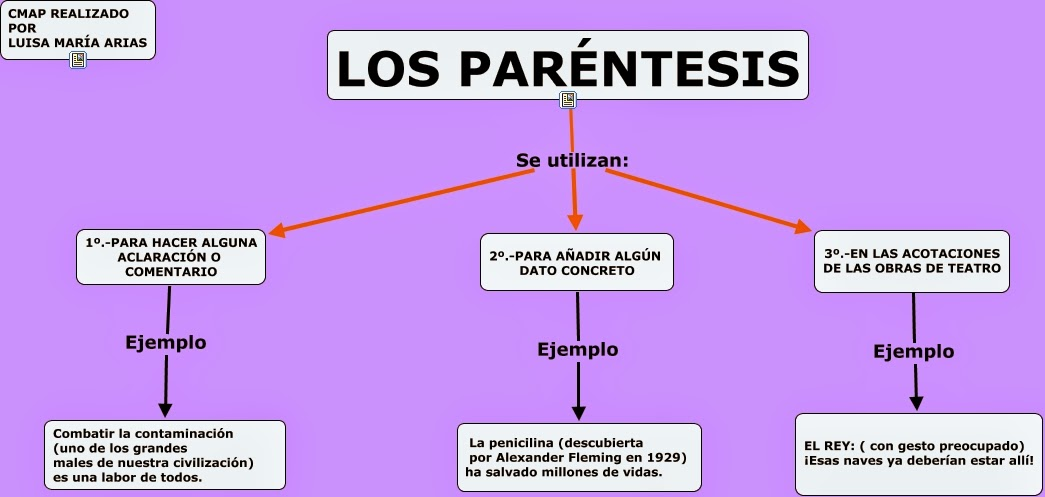 CMAP REALIZADO
POR
LUISA MARÍA ARIAS
LOS PARÉNTESIS
Se utilizan:
1º.-PARA HACER ALGUNA
ACLARACIÓN O
COMENTARIO
2º.-PARA AÑADIR ALGÚN
DATO CONCRETO
3º.-EN LAS ACOTACIONES
DE LAS OBRAS DE TEATRO
Ejemplo
Ejemplo
Ejemplo
Combatir la contaminación
(uno de los grandes
males de nuestra civilización)
es una labor de todos.
La penicilina (descubierta
por Alexander Fleming en 1929)
ha salvado millones de vidas.
EL REY: ( con gesto preocupado)
¡Esas naves ya deberían estar allí!